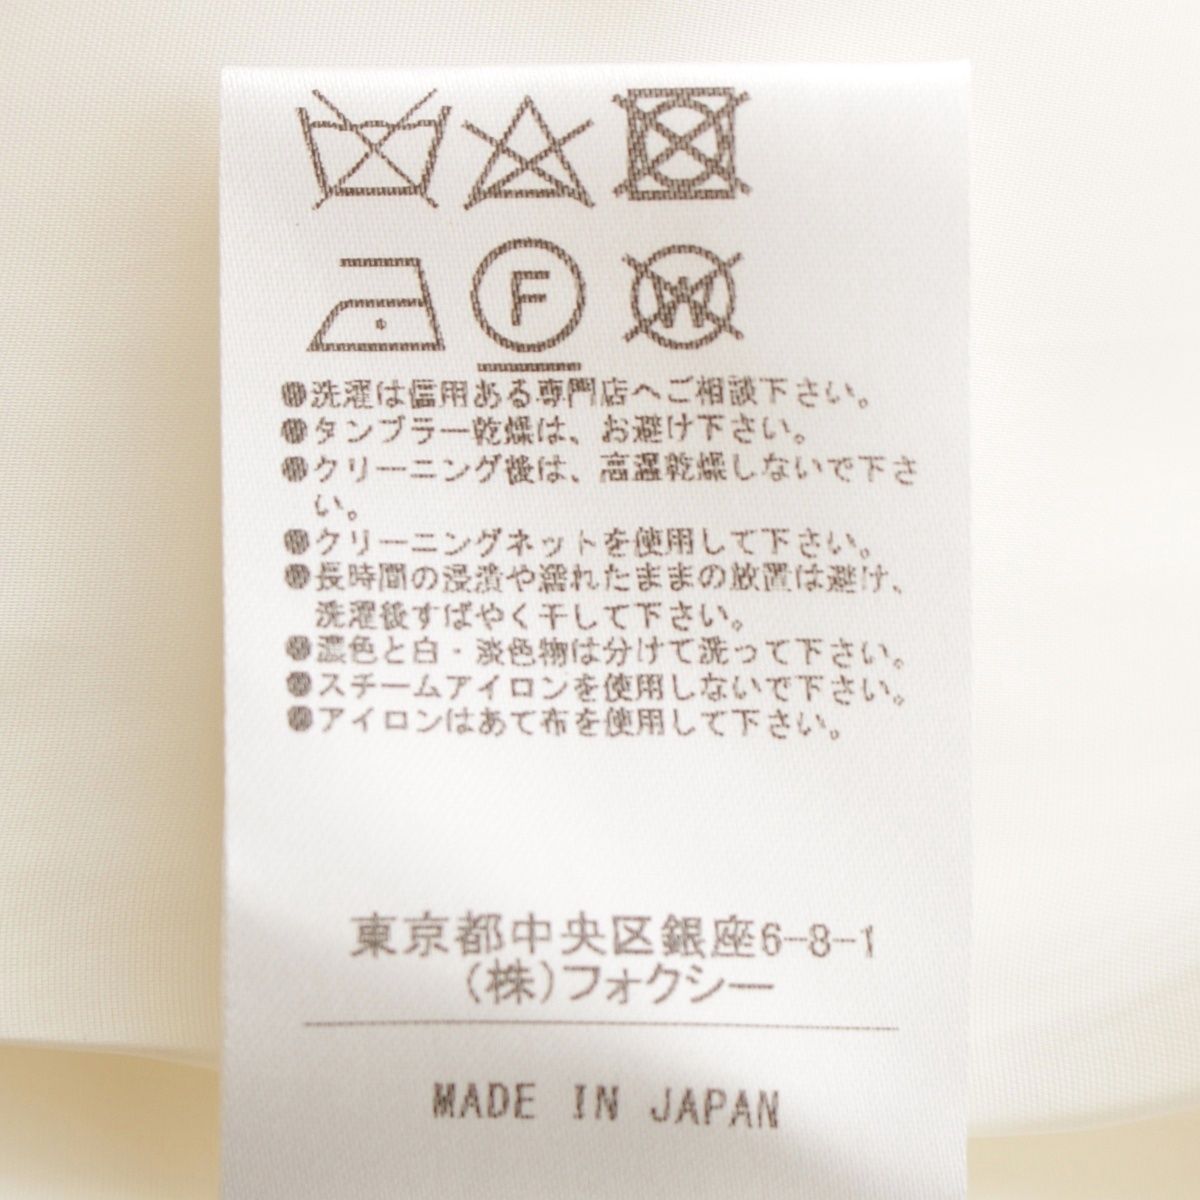 F
W
●洗濯は信用ある専門店へご相談下さい。
●タンブラー乾燥は、お避け下さい。
●クリーニング後は、高温乾燥しないで下さ
い。
●クリーニングネットを使用して下さい。
●長時間の浸漬や濡れたままの放置は避け、
洗濯後すばやく干して下さい。
●濃色と白・淡色物は分けて洗って下さい。
●スチームアイロンを使用しないで下さい。
●アイロンはあて布を使用して下さい。
東京都中央区銀座6-8-1
(株)フォクシー
MADE IN JAPAN